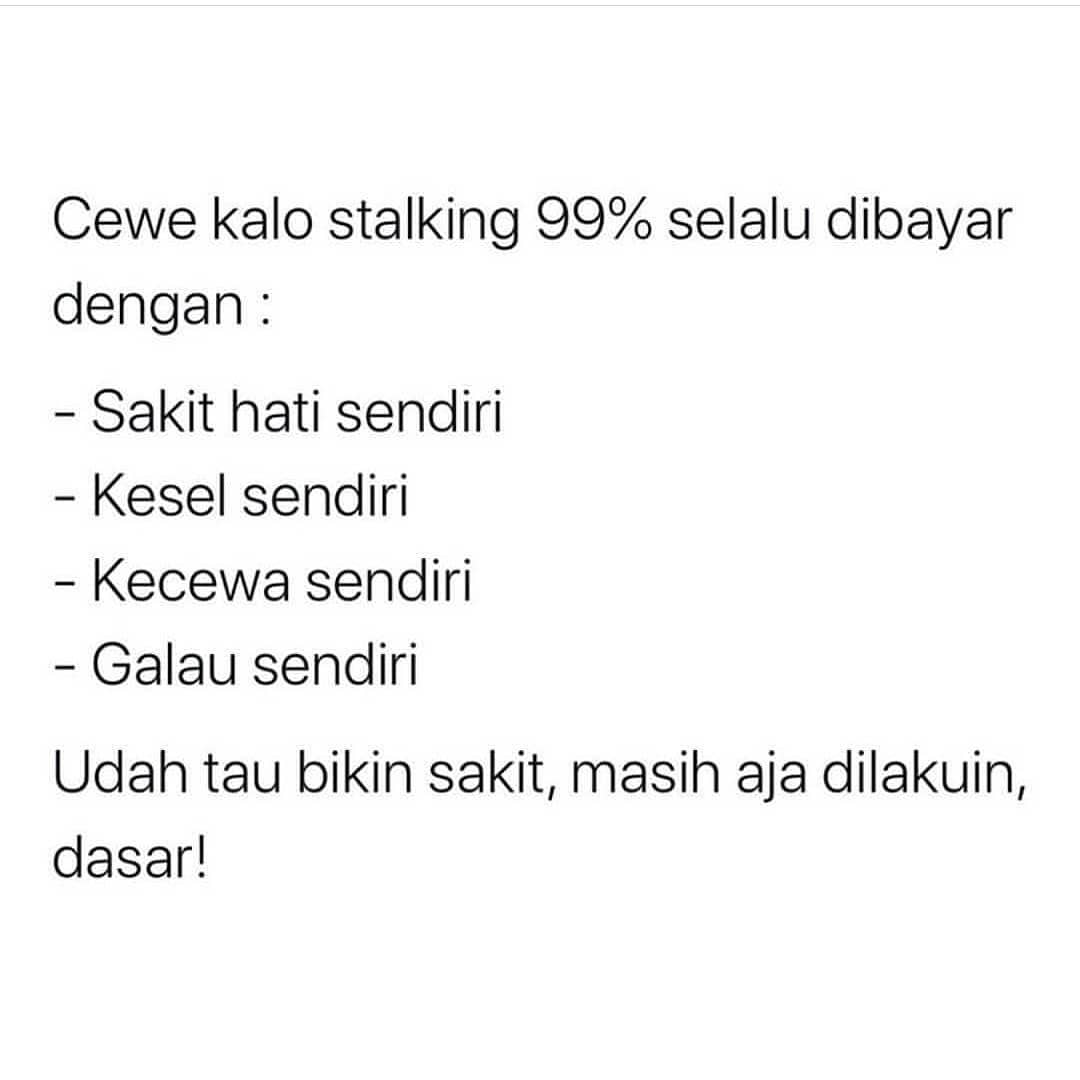 Cewe kalo stalking 99% selalu dibayar
dengan :
- Sakit hati sendiri
- Kesel sendiri
- Kecewa sendiri
- Galau sendiri
Udah tau bikin sakit, masih aja dilakuin,
dasar!